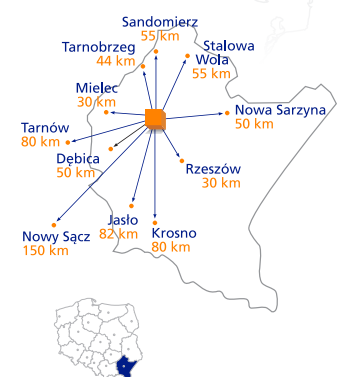 Sandomierz
55 km
Tarnobrzeg
44 km
Stalowa
Wola
55 km
Mielec
30 km
Nowa Sarzyna
50 km
Tarnów
80 km
Dębica
50 km
Rzeszów
30 km
Jasło
82 km
Krosno
80 km
Nowy Sącz
150 km